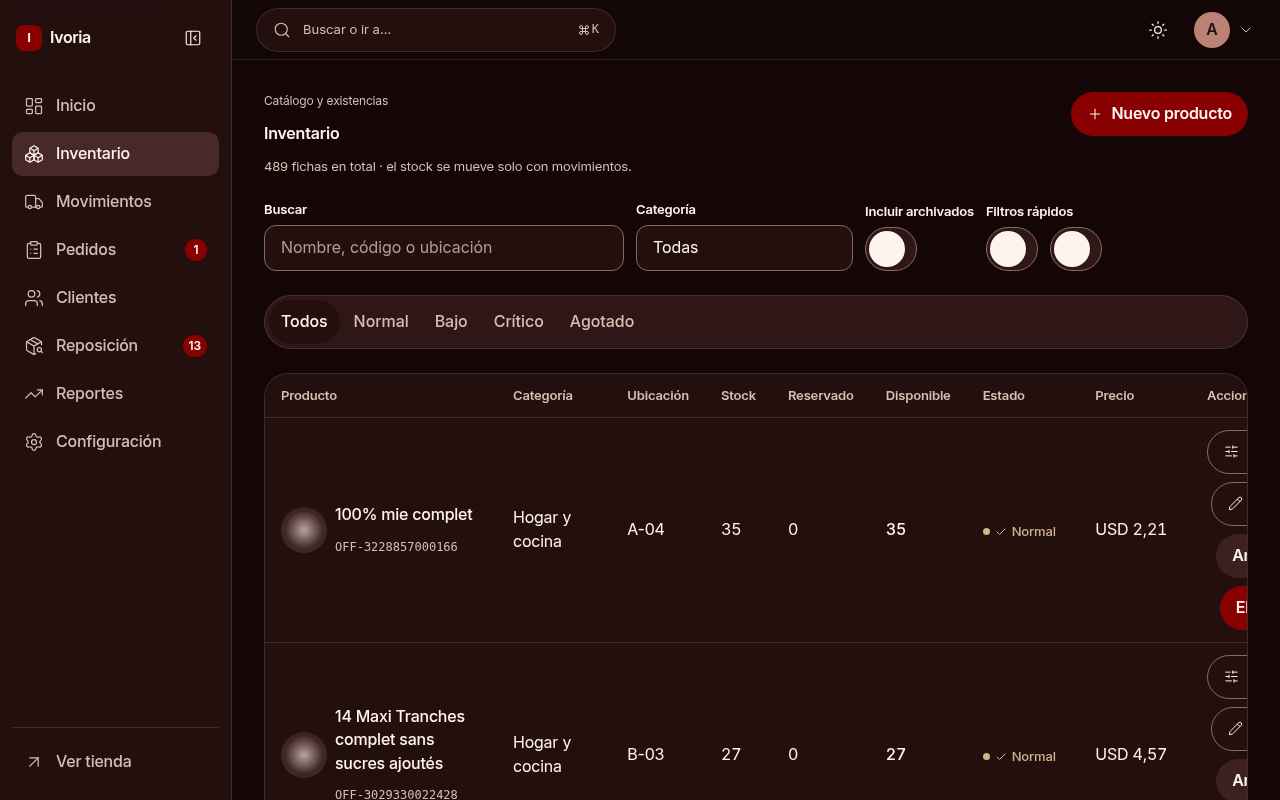 I Ivoria
Inicio
Inventario
Movimientos
Pedidos 1
Clientes
Reposición 13
Reportes
Configuración
Ver tienda
Buscar o ir a... ⌘K
A
Catálogo y existencias
Inventario
489 fichas en total · el stock se mueve solo con movimientos.
+ Nuevo producto
Buscar
Nombre, código o ubicación
Categoría
Todas
Incluir archivados
Filtros rápidos
Todos Normal Bajo Crítico Agotado
Producto Categoría Ubicación Stock Reservado Disponible Estado Precio
100% mie complet
OFF-3228857000166
Hogar y
cocina
A-04 35 0 35 Normal USD 2,21
14 Maxi Tranches
complet sans
sucres ajoutés
OFF-3029330022428
Hogar y
cocina
B-03 27 0 27 Normal USD 4,57